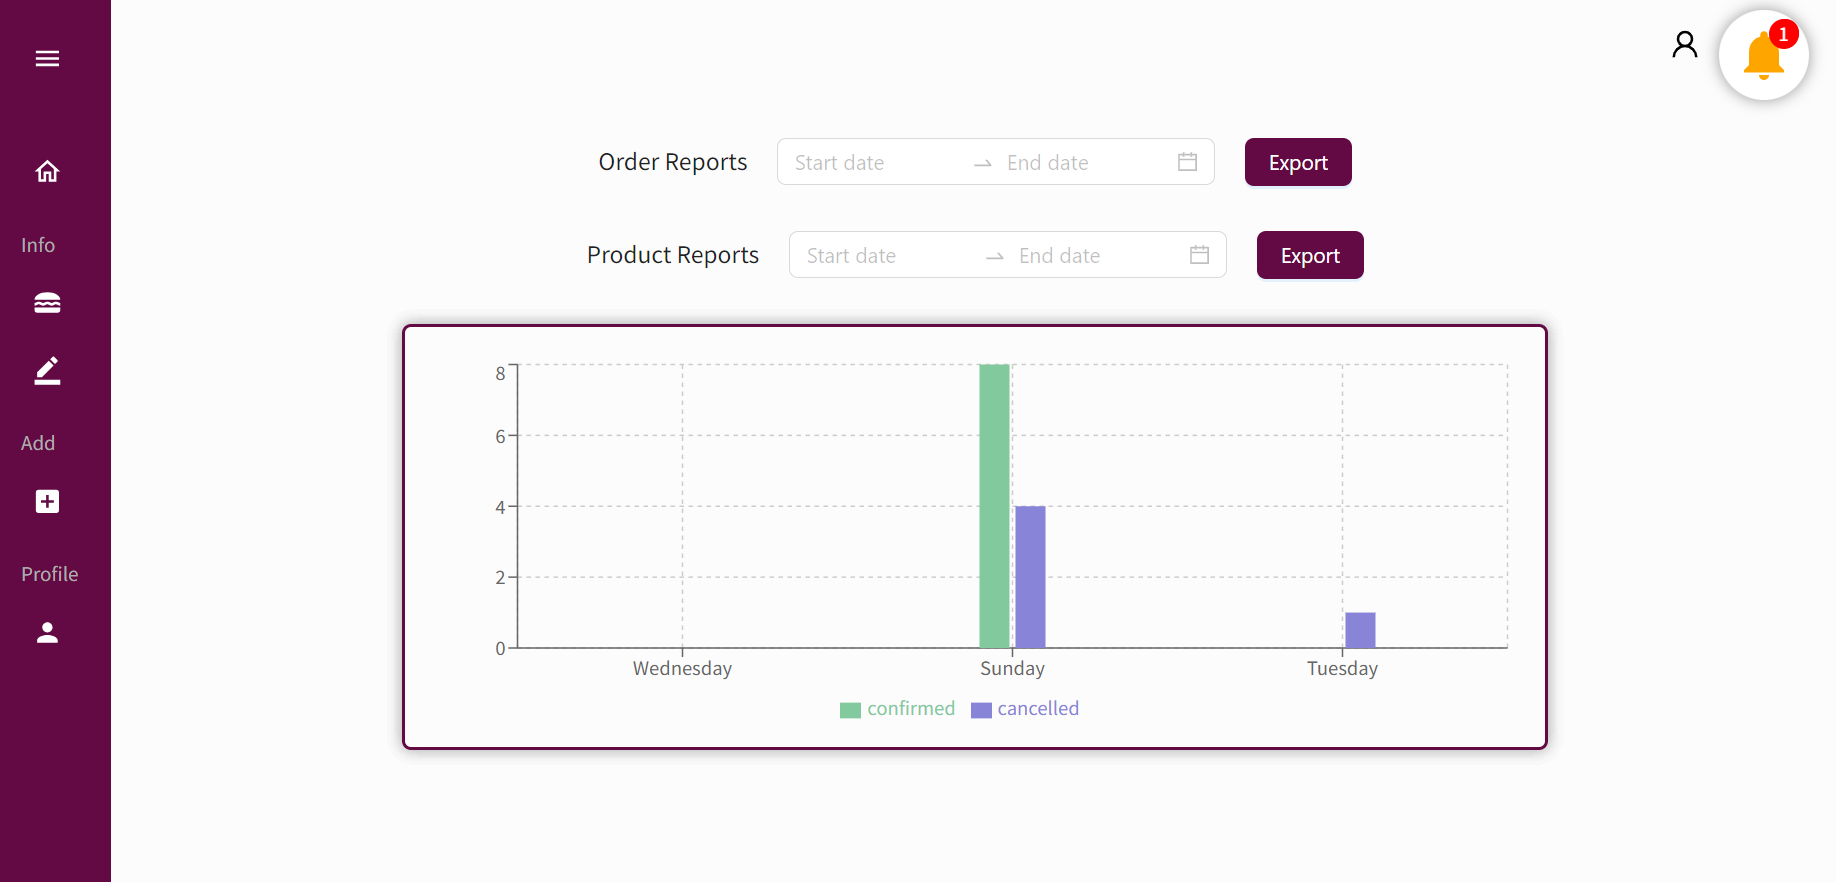 1
Order Reports Start date End date Export
Info
Product Reports Start date End date Export
8
6
Add
4
2
Profile
0
Wednesday Sunday Tuesday
confirmed cancelled